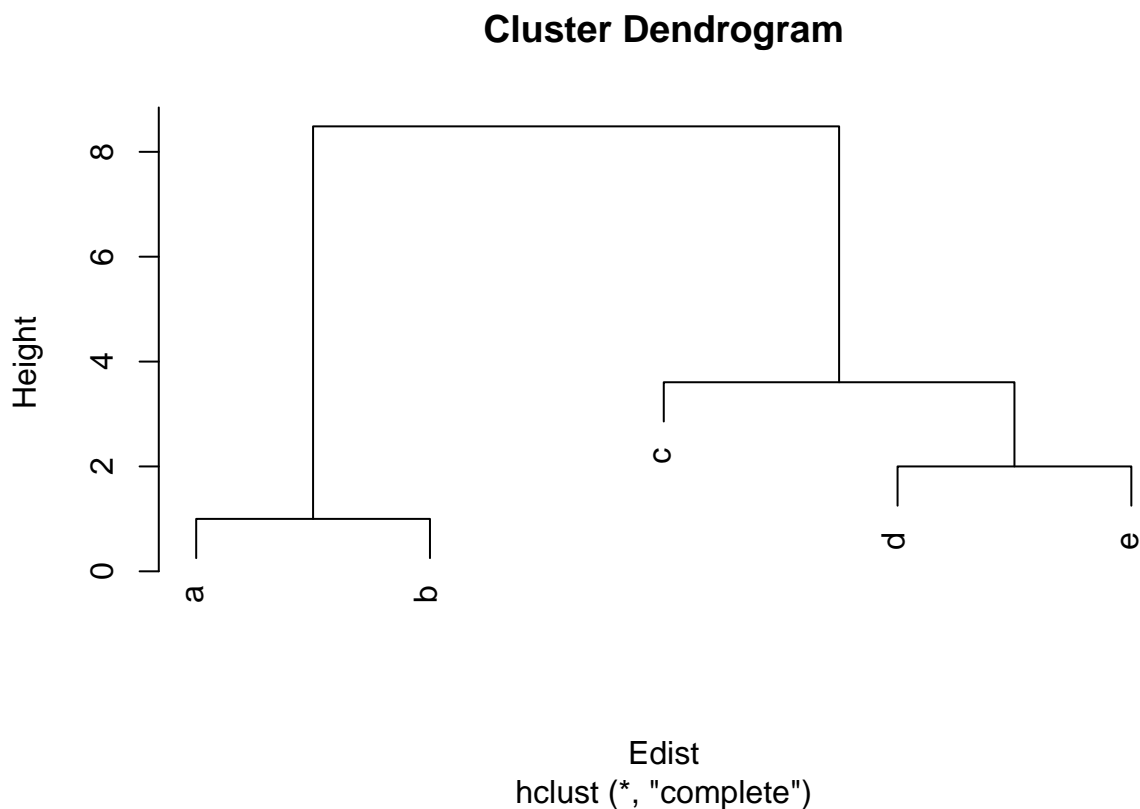 Cluster Dendrogram
Height
8
6
4
2
0
a
b
c
d
e
Edist
hclust (*, "complete")